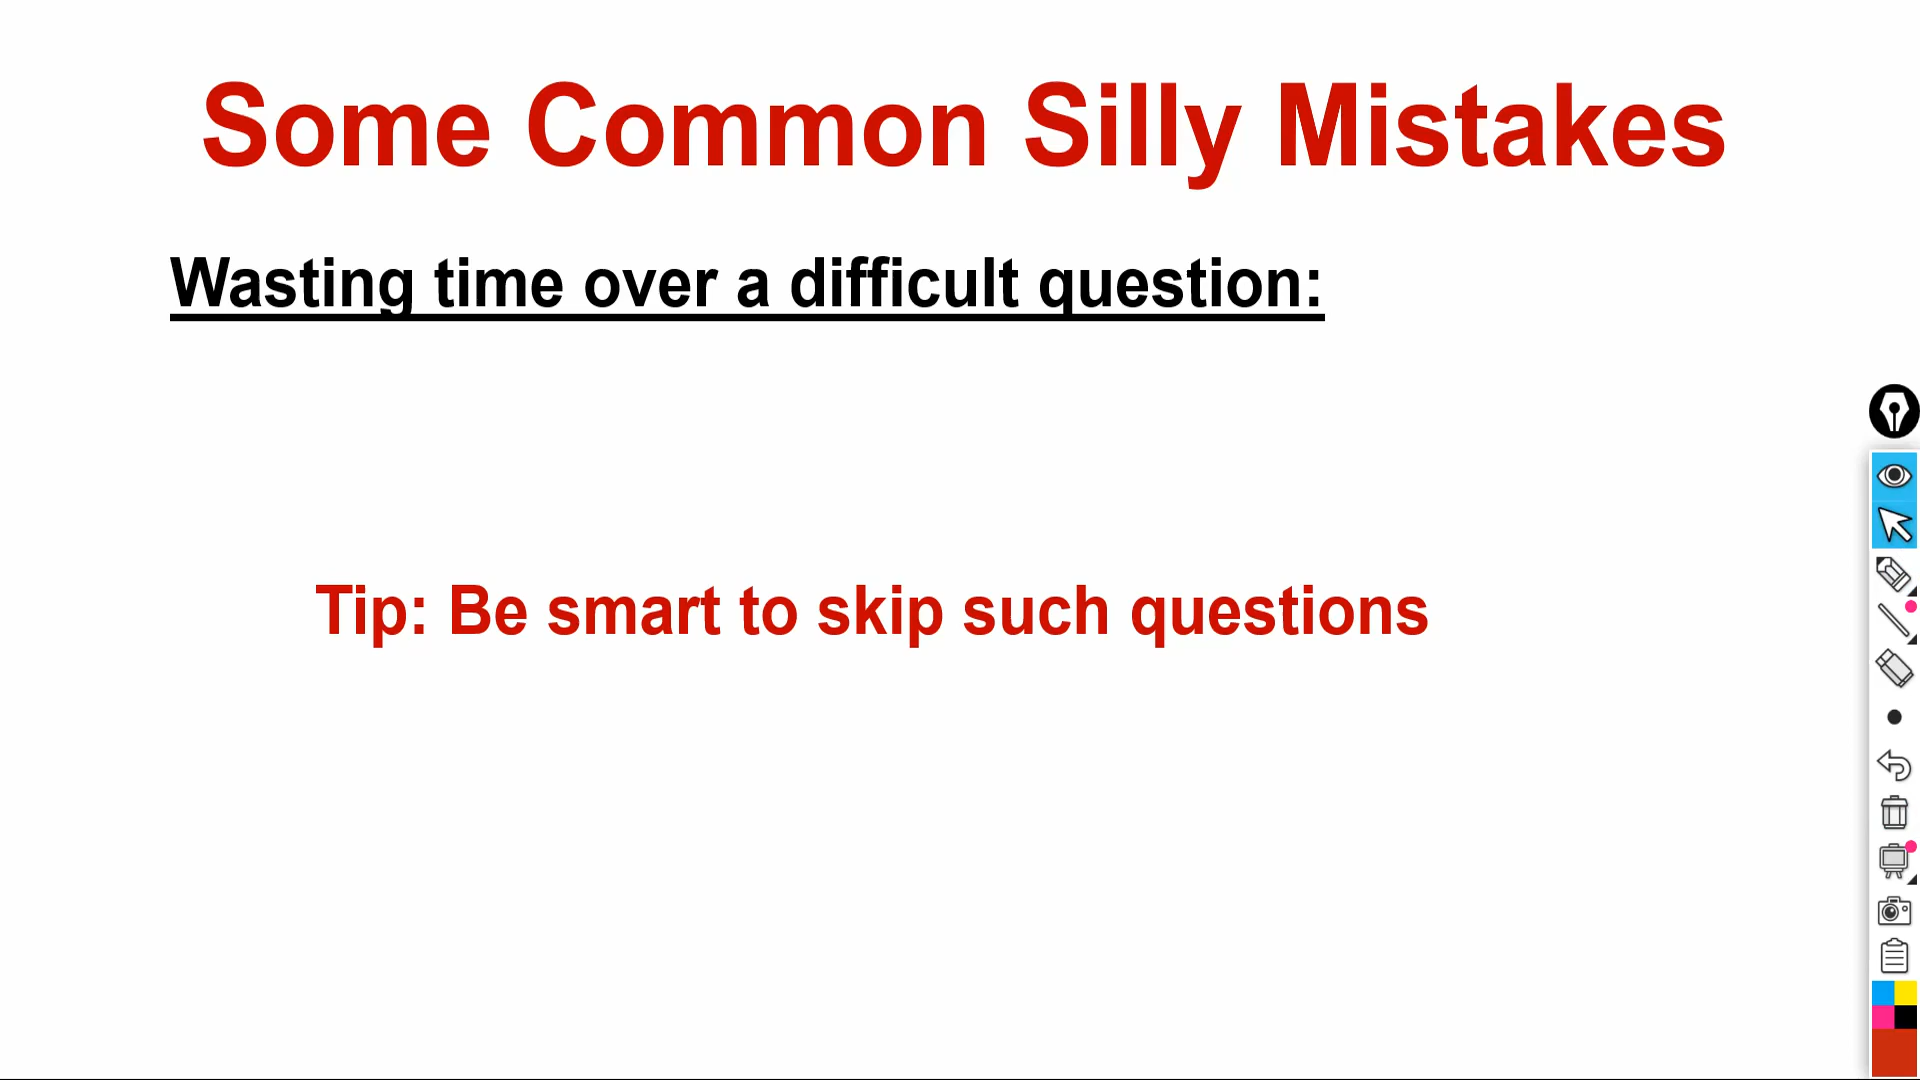 Some Common Silly Mistakes
Wasting time over a difficult question:
Tip: Be smart to skip such questions